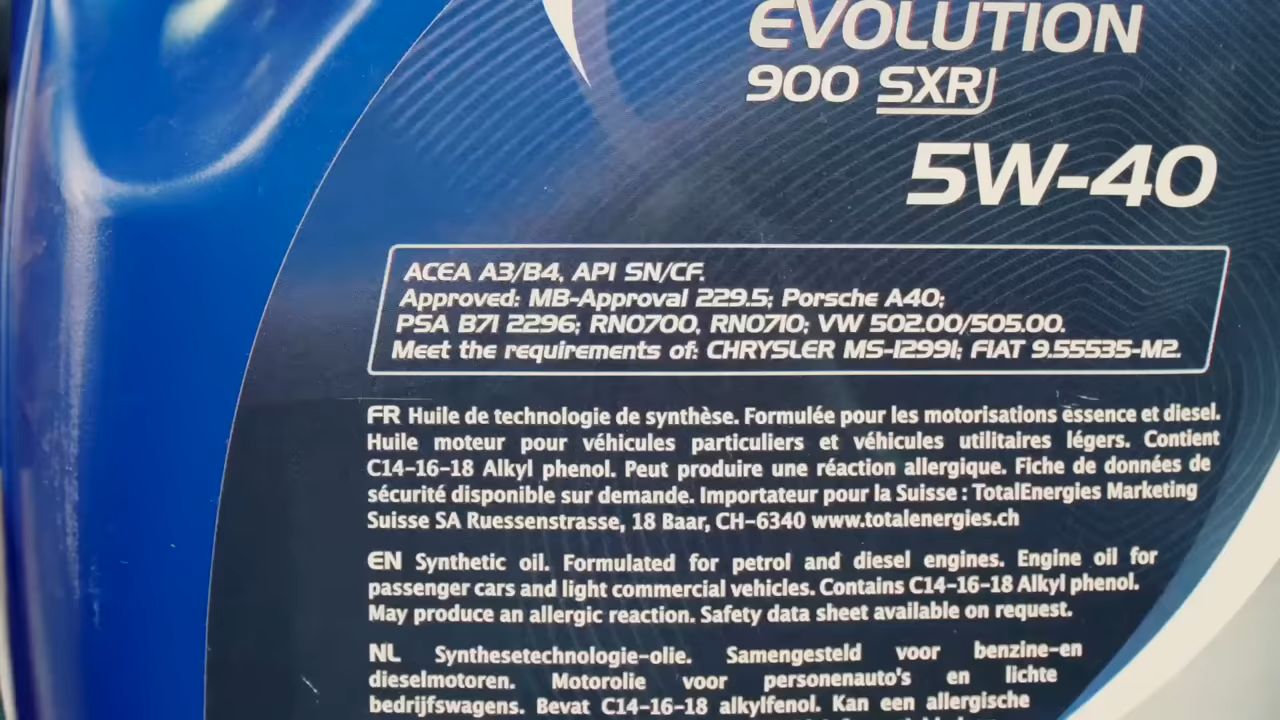 EVOLUTION
900 SXR
5W-40
ACEA A3/B4, API SN/CF.
Approved: MB-Approval 229.5; Porsche A40;
PSA B71 2296; RN0700, RN0710; VW 502.00/505.00.
Meet the requirements of: CHRYSLER MS-12991; FIAT 9.55535-M2.
FR Huile de technologie de synthèse. Formulée pour les motorisations essence et diesel.
Huile moteur pour véhicules particuliers et véhicules utilitaires légers. Contient
C14-16-18 Alkyl phenol. Peut produire une réaction allergique. Fiche de données de
sécurité disponible sur demande. Importateur pour la Suisse : TotalEnergies Marketing
Suisse SA Ruessenstrasse, 18 Baar, CH-6340 www.totalenergies.ch
EN Synthetic oil. Formulated for petrol and diesel engines. Engine oil for
passenger cars and light commercial vehicles. Contains C14-16-18 Alkyl phenol.
May produce an allergic reaction. Safety data sheet available on request.
NL Synthesetechnologie-olie. Samengesteld voor benzine-en
dieselmotoren. Motorolie voor personenauto's en lichte
bedrijfswagens. Bevat C14-16-18 alkylfenol. Kan een allergische